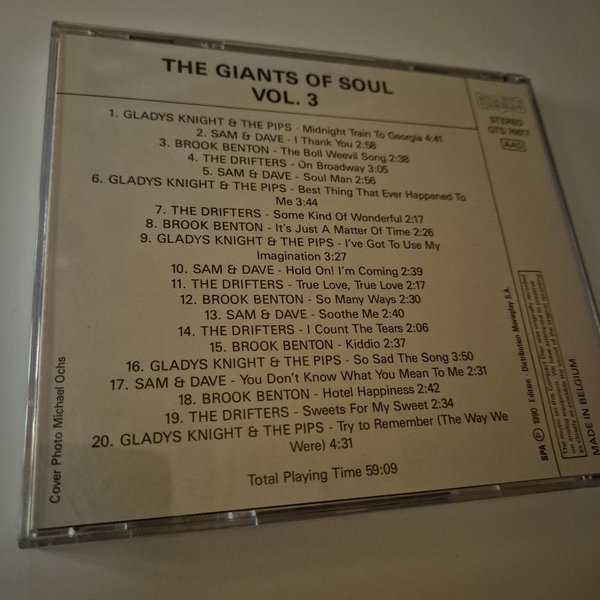 THE GIANTS OF SOUL
VOL. 3
1. GLADYS KNIGHT & THE PIPS - Midnight Train To Georgia 4:41
2. SAM & DAVE - I Thank You 2:58
3. BROOK BENTON - The Boll Weevil Song 2:38
4. THE DRIFTERS - On Broadway 3:05
5. SAM & DAVE - Soul Man 2:56
6. GLADYS KNIGHT & THE PIPS - Best Thing That Ever Happened To
Me 3:44
7. THE DRIFTERS - Some Kind Of Wonderful 2:17
8. BROOK BENTON - It's Just A Matter Of Time 2:26
9. GLADYS KNIGHT & THE PIPS - I've Got To Use My
Imagination 3:27
10. SAM & DAVE - Hold On! I'm Coming 2:39
11. THE DRIFTERS - True Love, True Love 2:17
12. BROOK BENTON - So Many Ways 2:30
13. SAM & DAVE - Soothe Me 2:40
14. THE DRIFTERS - I Count The Tears 2:06
15. BROOK BENTON - Kiddio 2:37
16. GLADYS KNIGHT & THE PIPS - So Sad The Song 3:50
17. SAM & DAVE - You Don't Know What You Mean To Me 2:31
18. BROOK BENTON - Hotel Happiness 2:42
19. THE DRIFTERS - Sweets For My Sweet 2:34
20. GLADYS KNIGHT & THE PIPS - Try to Remember (The Way We
Were) 4:31
Total Playing Time 59:09
Cover Photo Michael Ochs
STEREO
AAD
SPA ℗ 1990 Edition Distribution Movieplay S.A.
MADE IN BELGIUM